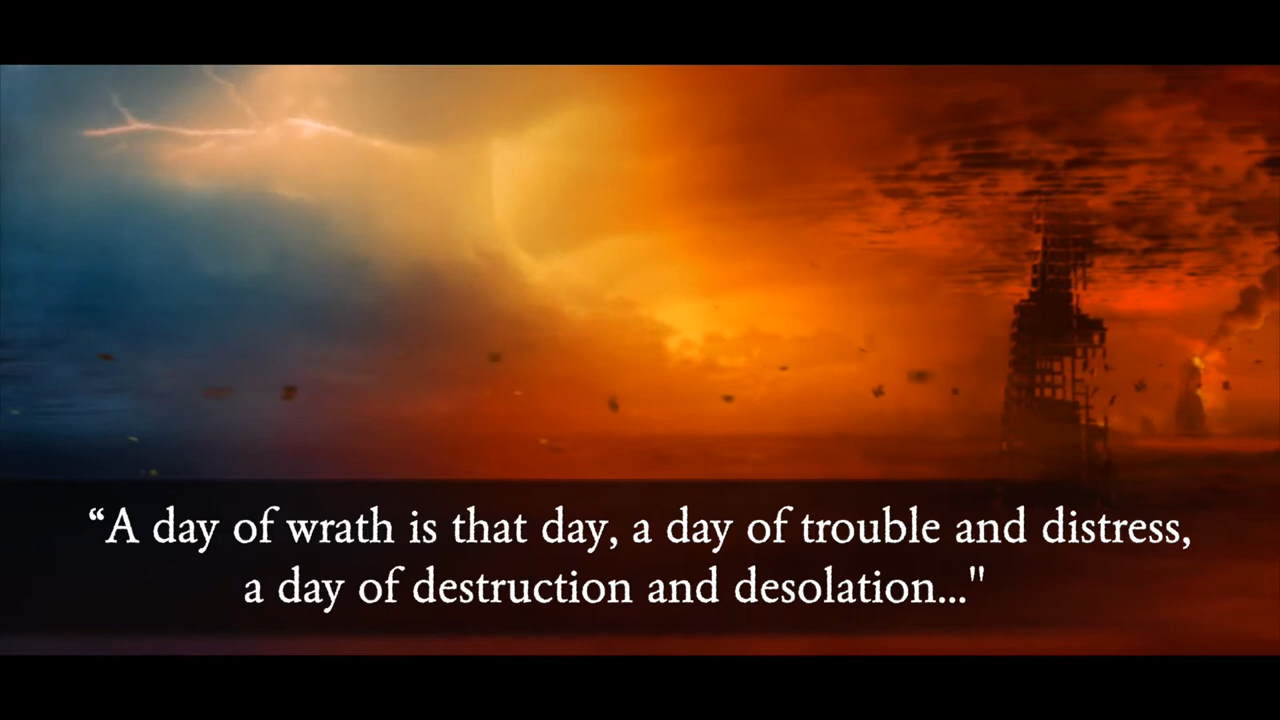 “A day of wrath is that day, a day of trouble and distress,
a day of destruction and desolation..."